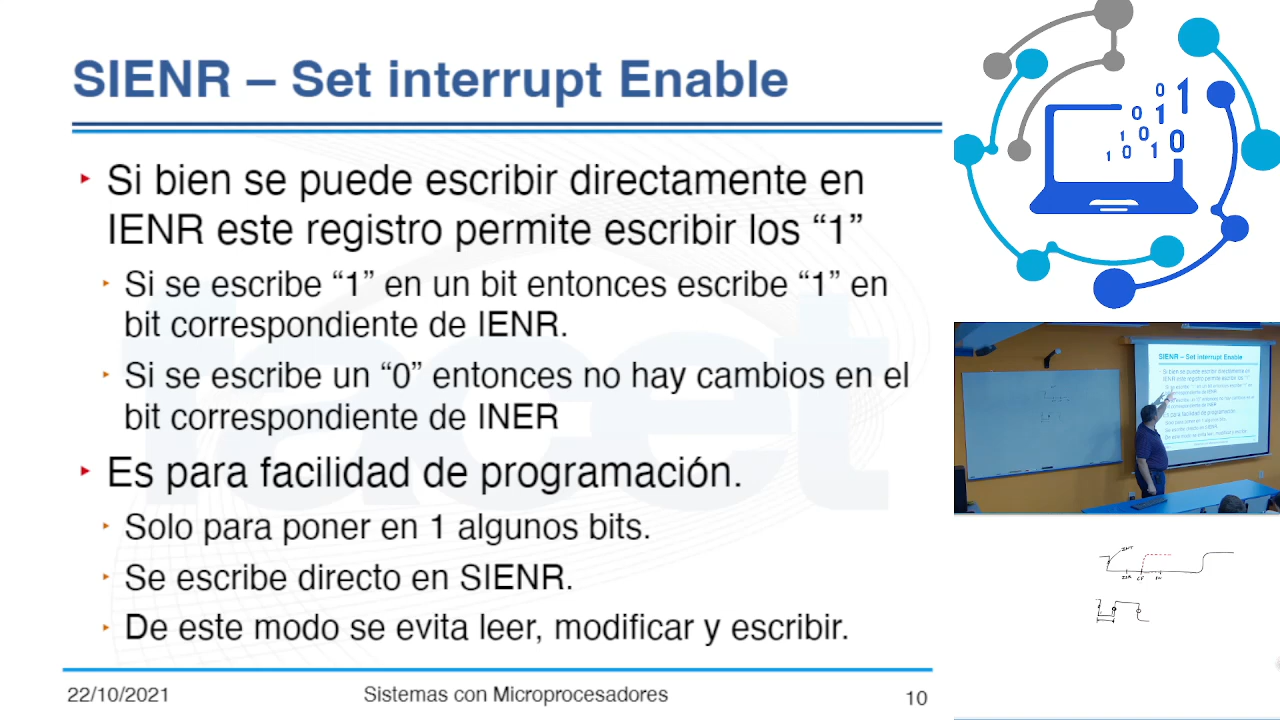 SIENR – Set interrupt Enable
‣ Si bien se puede escribir directamente en
IENR este registro permite escribir los “1”
‣ Si se escribe “1” en un bit entonces escribe “1” en
bit correspondiente de IENR.
‣ Si se escribe un “0” entonces no hay cambios en el
bit correspondiente de INER
‣ Es para facilidad de programación.
‣ Solo para poner en 1 algunos bits.
‣ Se escribe directo en SIENR.
‣ De este modo se evita leer, modificar y escribir.
22/10/2021
Sistemas con Microprocesadores
10
facet
0 1
0 1
1 0 0
1 0 1 0
SIENR – Set interrupt Enable
INT